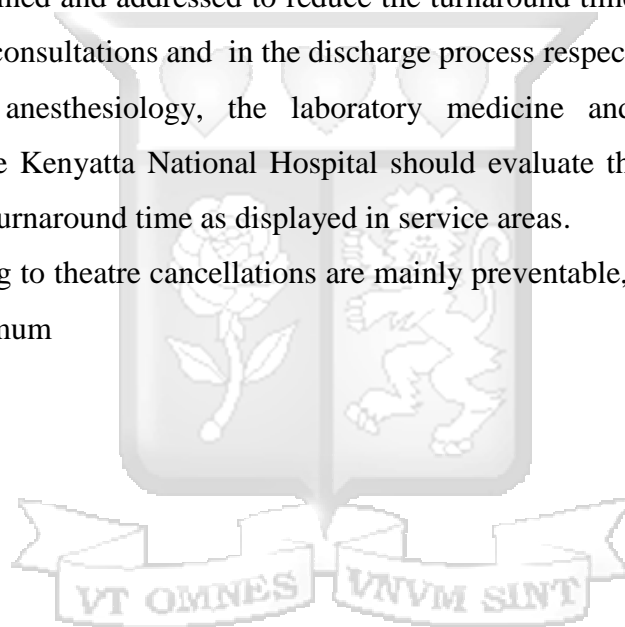 ned and addressed to reduce the turnaround time
consultations and in the discharge process respec
anesthesiology, the laboratory medicine and
e Kenyatta National Hospital should evaluate th
urnaround time as displayed in service areas.
g to theatre cancellations are mainly preventable,
num
VT OMNES VNVM SINT